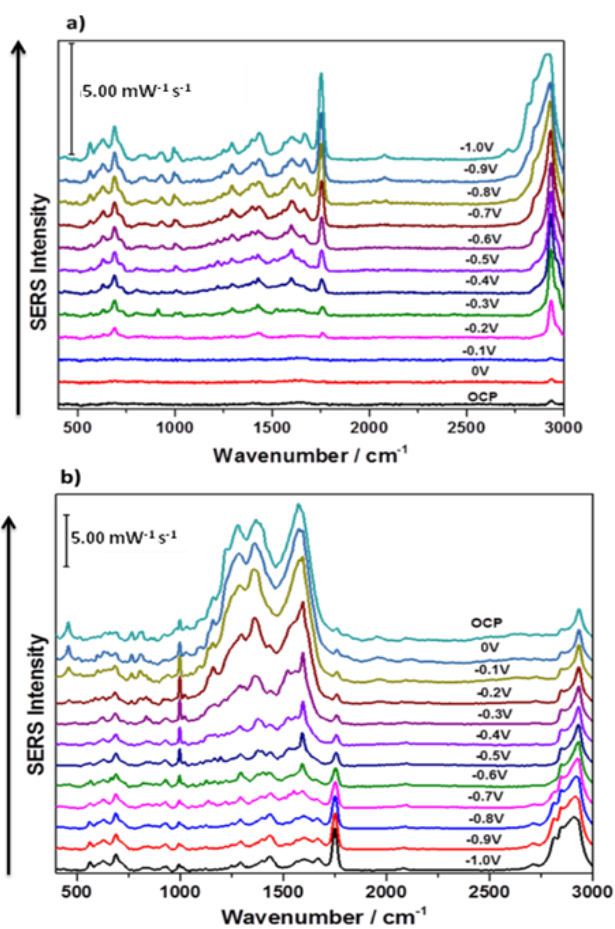 a)
5.00 mW-1 s-1
-1.0V
-0.9V
-0.8V
-0.7V
-0.6V
-0.5V
-0.4V
-0.3V
-0.2V
-0.1V
0V
OCP
SERS Intensity
500 1000 1500 2000 2500 3000
Wavenumber / cm-1
b)
5.00 mW-1 s-1
OCP
0V
-0.1V
-0.2V
-0.3V
-0.4V
-0.5V
-0.6V
-0.7V
-0.8V
-0.9V
-1.0V
SERS Intensity
500 1000 1500 2000 2500 3000
Wavenumber / cm-1